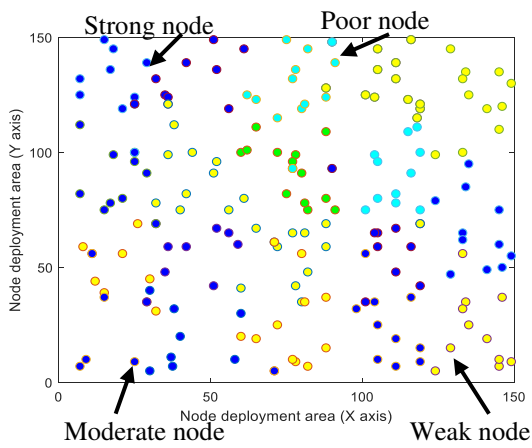 Strong node
Poor node
150
100
50
0
Node deployment area (Y axis)
0
50
100
150
Node deployment area (X axis)
Moderate node
Weak node